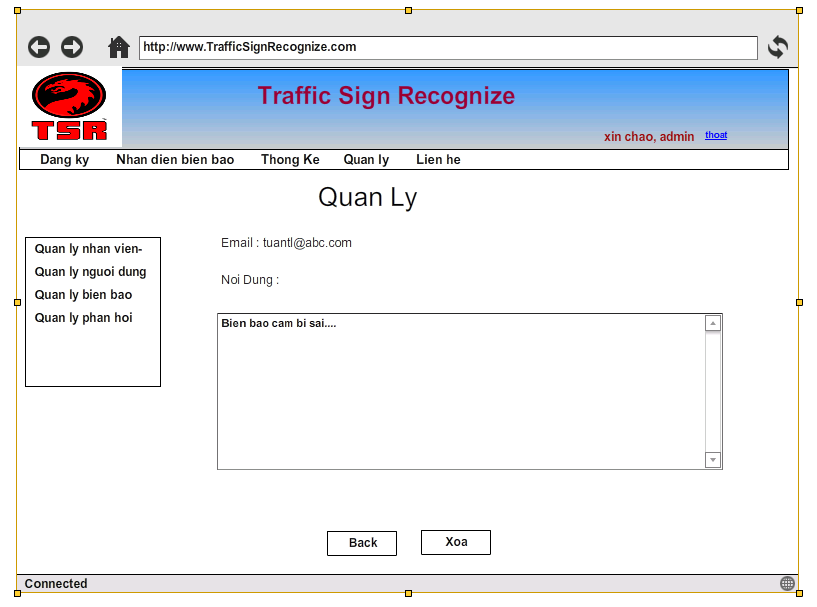 http://www.TrafficSignRecognize.com
TSR
Traffic Sign Recognize
xin chao, admin thoat
Dang ky Nhan dien bien bao Thong Ke Quan ly Lien he
Quan Ly
Quan ly nhan vien-
Quan ly nguoi dung
Quan ly bien bao
Quan ly phan hoi
Email : tuantl@abc.com
Noi Dung :
Bien bao cam bi sai....
Back Xoa
Connected